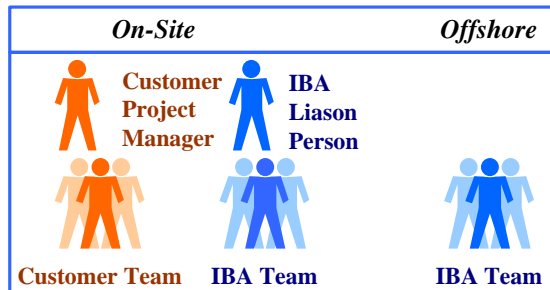 On-Site
Offshore
Customer
Project
Manager
IBA
Liason
Person
Customer Team
IBA Team
IBA Team